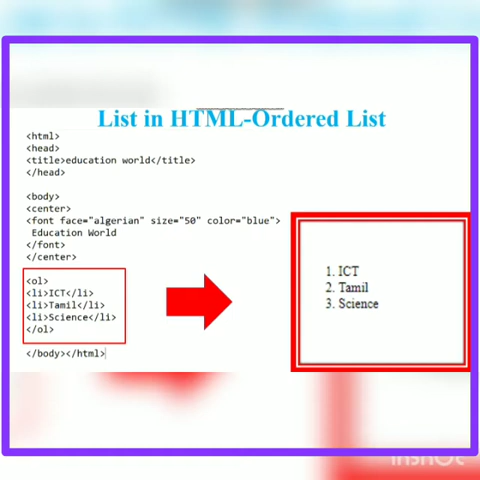 List in HTML-Ordered List
<html>
<head>
<title>education world</title>
</head>
<body>
<center>
<font face="algerian" size="50" color="blue">
Education World
</font>
</center>
<ol>
<li>ICT</li>
<li>Tamil</li>
<li>Science</li>
</ol>
</body></html>
1. ICT
2. Tamil
3. Science
InShOt